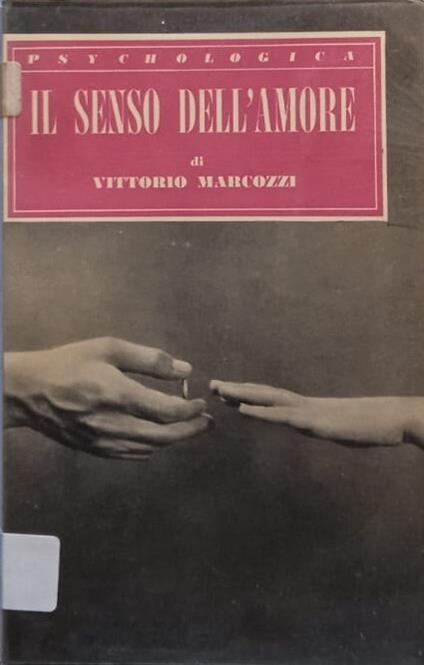 PSYCHOLOGICA
IL SENSO DELL'AMORE
di
VITTORIO MARCOZZI